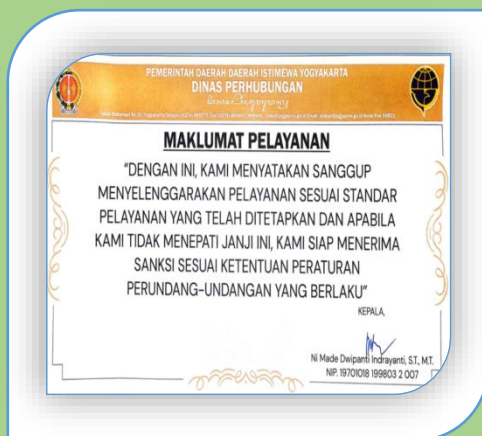 PEMERINTAH DAERAH DAERAH ISTIMEWA YOGYAKARTA
DINAS PERHUBUNGAN
MAKLUMAT PELAYANAN
“DENGAN INI, KAMI MENYATAKAN SANGGUP
MENYELENGGARAKAN PELAYANAN SESUAI STANDAR
PELAYANAN YANG TELAH DITETAPKAN DAN APABILA
KAMI TIDAK MENEPATI JANJI INI, KAMI SIAP MENERIMA
SANKSI SESUAI KETENTUAN PERATURAN
PERUNDANG-UNDANGAN YANG BERLAKU”
KEPALA,
Ni Made Dwipanti Indrayanti, S.T., M.T.
NIP. 19701018 199803 2 007